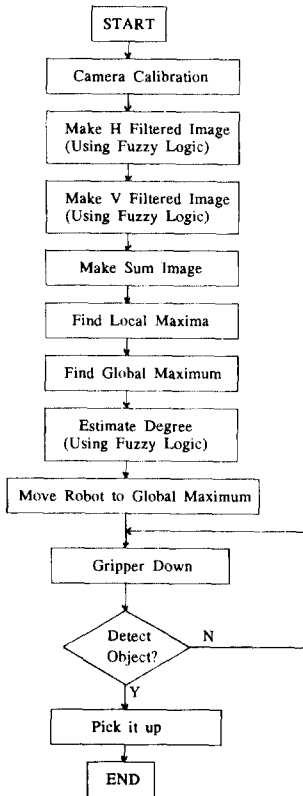 START
Camera Calibration
Make H Filtered Image
(Using Fuzzy Logic)
Make V Filtered Image
(Using Fuzzy Logic)
Make Sum Image
Find Local Maxima
Find Global Maximum
Estimate Degree
(Using Fuzzy Logic)
Move Robot to Global Maximum
Gripper Down
Detect
Object?
N
Y
Pick it up
END